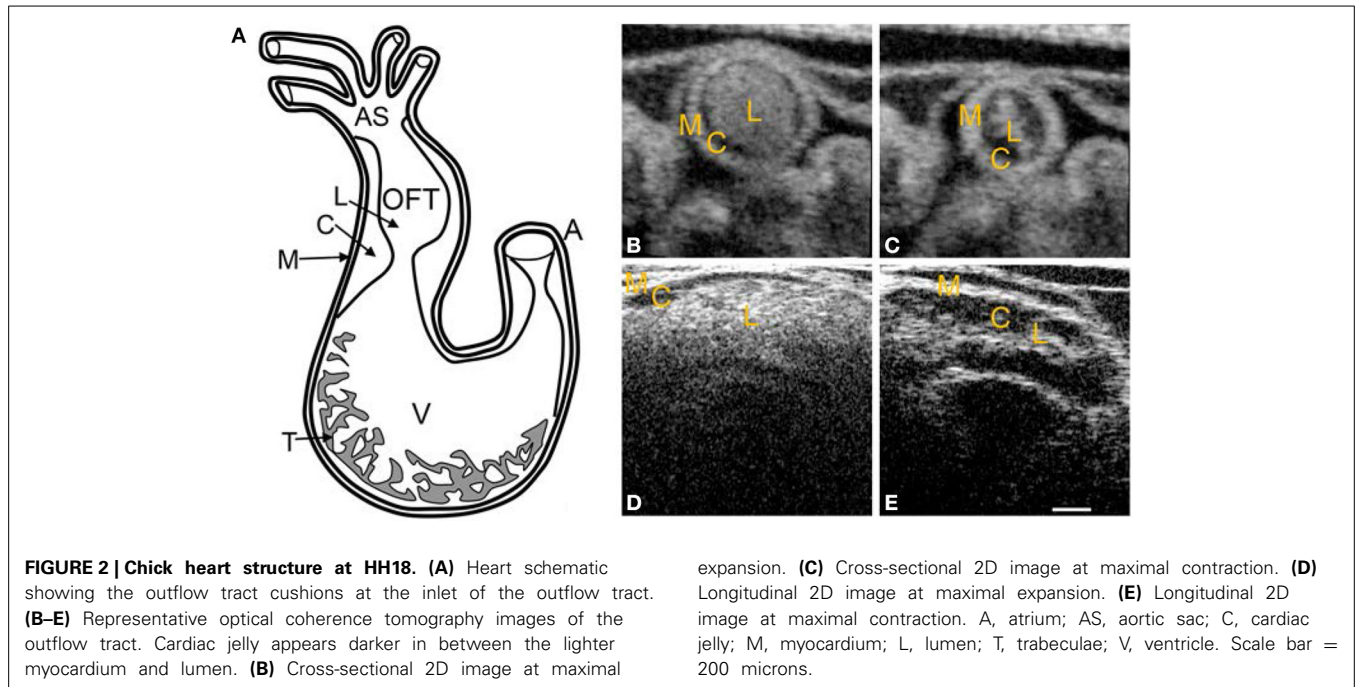 A
AS
L
OFT
C
M
A
V
T
M
C
L
B
M
L
C
C
M
C
L
D
M
C
L
E
FIGURE 2 | Chick heart structure at HH18. (A) Heart schematic
showing the outflow tract cushions at the inlet of the outflow tract.
(B–E) Representative optical coherence tomography images of the
outflow tract. Cardiac jelly appears darker in between the lighter
myocardium and lumen. (B) Cross-sectional 2D image at maximal
expansion. (C) Cross-sectional 2D image at maximal contraction. (D)
Longitudinal 2D image at maximal expansion. (E) Longitudinal 2D
image at maximal contraction. A, atrium; AS, aortic sac; C, cardiac
jelly; M, myocardium; L, lumen; T, trabeculae; V, ventricle. Scale bar =
200 microns.